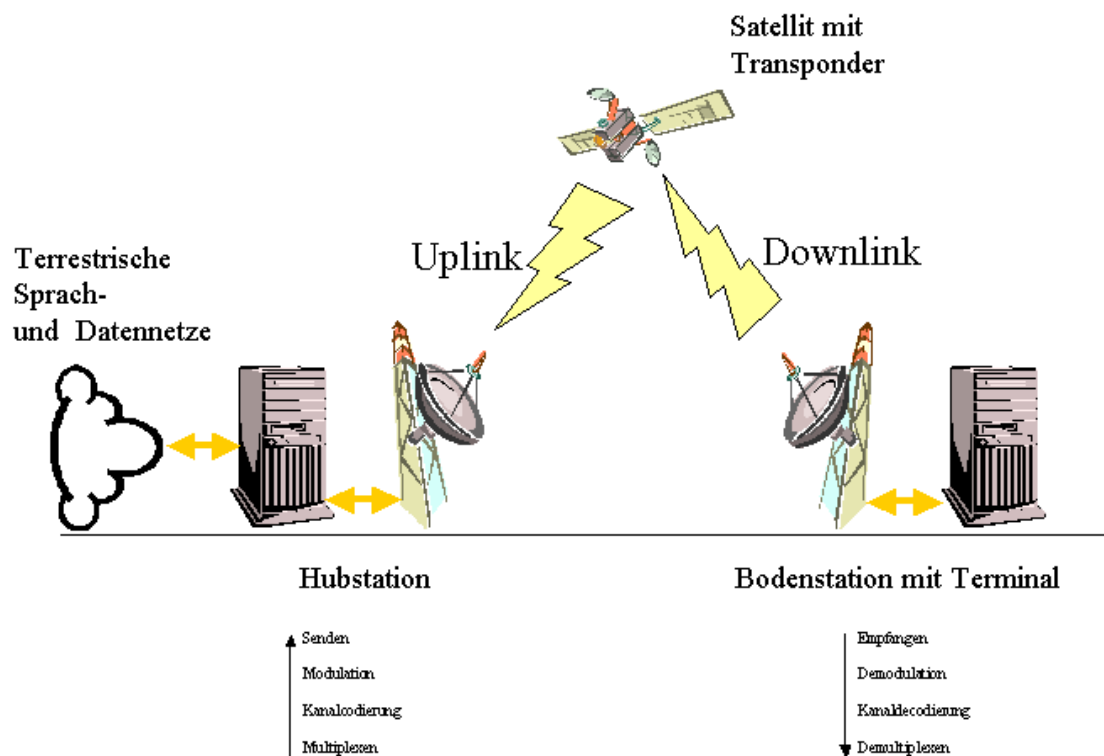 Satellit mit
Transponder
Uplink
Downlink
Terrestrische
Sprach-
und Datennetze
Hubstation
Bodenstation mit Terminal
Senden
Modulation
Kanalcodierung
Multiplexen
Empfangen
Demodulation
Kanaldecodierung
Demultiplexen